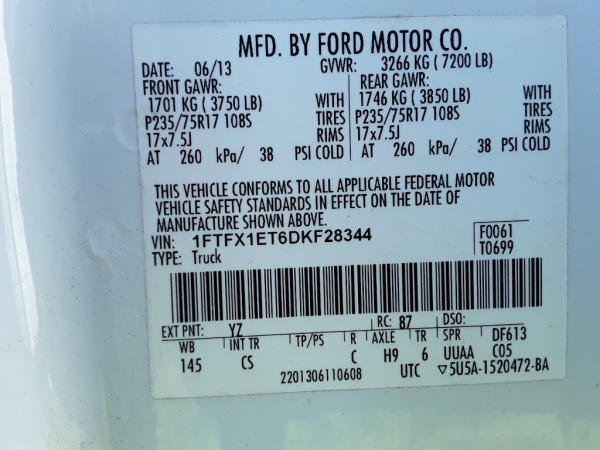 MFD. BY FORD MOTOR CO.
DATE: 06/13 GVWR: 3266 KG ( 7200 LB)
FRONT GAWR: REAR GAWR:
1701 KG ( 3750 LB) WITH 1746 KG ( 3850 LB) WITH
P235/75R17 108S TIRES P235/75R17 108S TIRES
17x7.5J RIMS 17x7.5J RIMS
AT 260 kPa/ 38 PSI COLD AT 260 kPa/ 38 PSI COLD
THIS VEHICLE CONFORMS TO ALL APPLICABLE FEDERAL MOTOR
VEHICLE SAFETY STANDARDS IN EFFECT ON THE DATE OF
MANUFACTURE SHOWN ABOVE.
VIN: 1FTFX1ET6DKF28344 F0061
TYPE: Truck T0699
EXT PNT: YZ RC: 87 DSO:
WB INT TR TP/PS R AXLE TR SPR DF613
145 CS C H9 6 UUAA C05
2201306110608 UTC ▽5U5A-1520472-BA